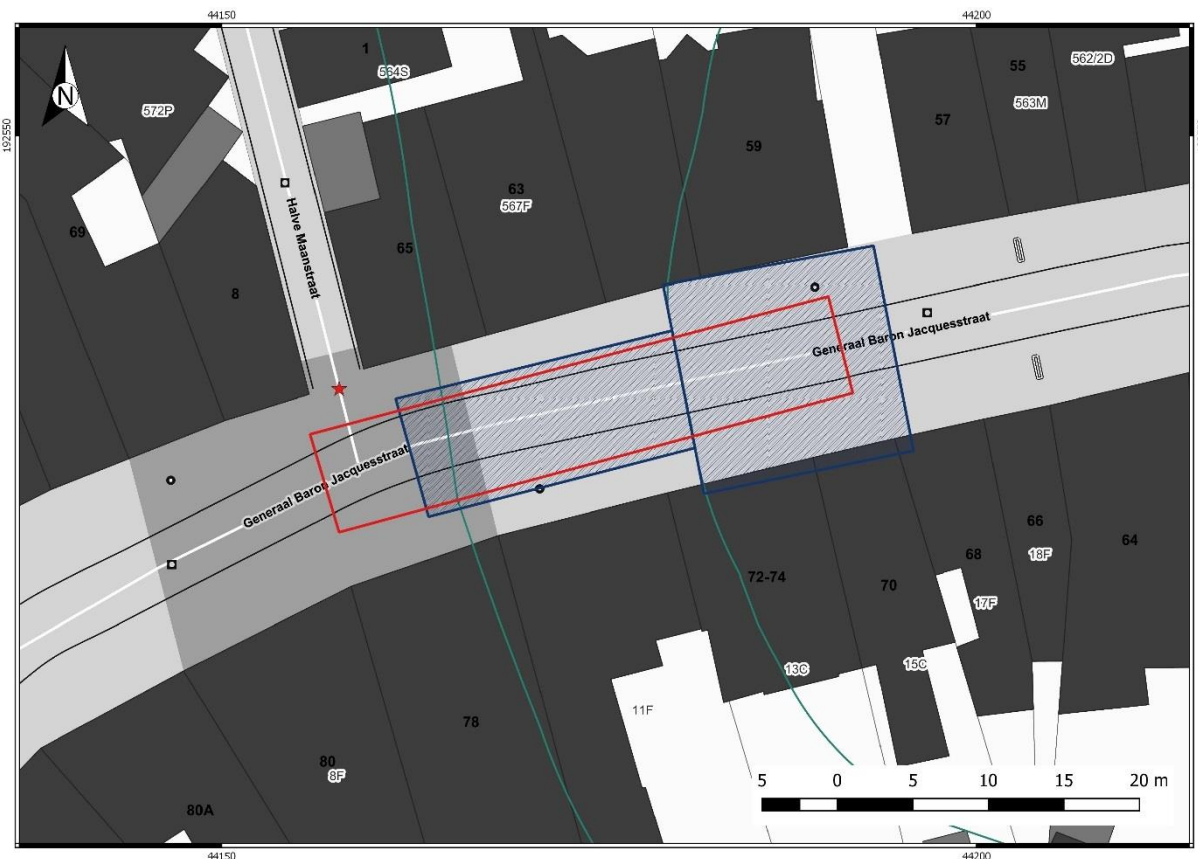 44150
44200
192550
N
1
564S
572P
69
8
Halve Maanstraat
65
63
567F
59
57
55
563M
562/2D
Generaal Baron Jacquesstraat
Generaal Baron Jacquesstraat
72-74
70
68
66
18F
64
17F
15C
13C
11F
78
80
8F
80A
5 0 5 10 15 20 m
44150
44200